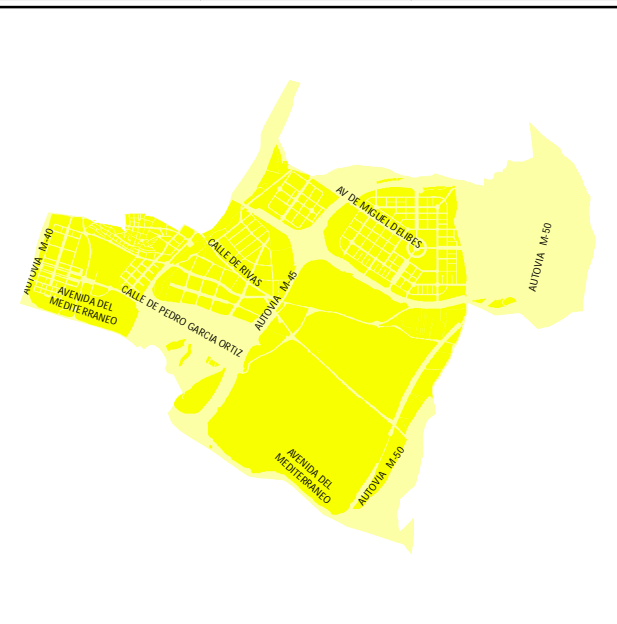 AV DE MIGUEL DELIBES
AUTOVIA M-50
AUTOVIA M-40
CALLE DE RIVAS
AUTOVIA M-45
AVENIDA DEL
MEDITERRANEO
CALLE DE PEDRO GARCIA ORTIZ
AVENIDA DEL
MEDITERRANEO
AUTOVIA M-50